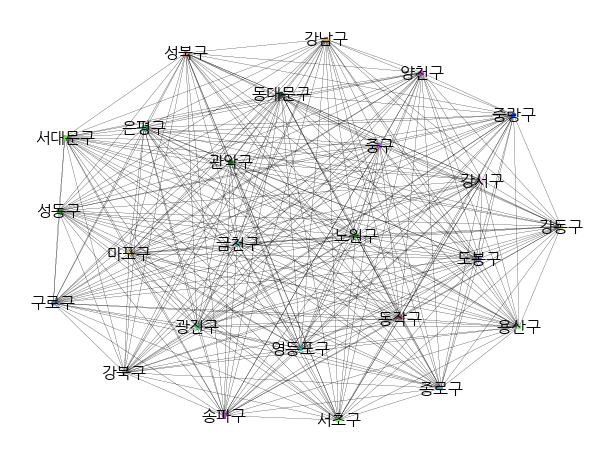 강남구
성북구
양천구
동대문구
중랑구
은평구
서대문구
중구
관악구
강서구
성동구
강동구
노원구
금천구
마포구
도봉구
구로구
동작구
광진구
용산구
영등포구
강북구
종로구
송파구
서초구